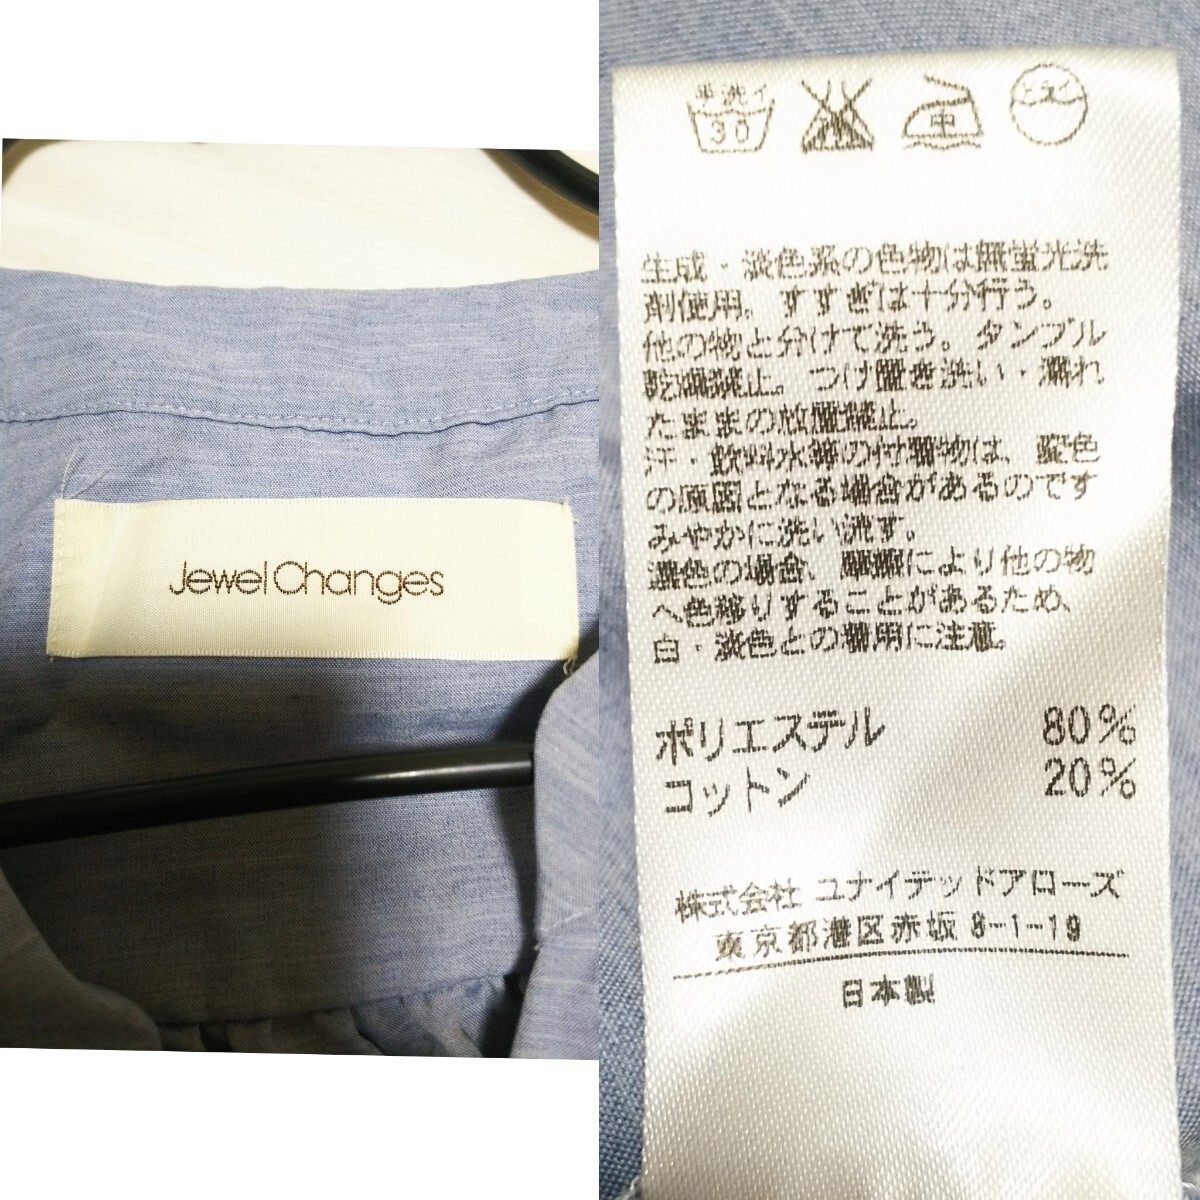 Jewel Changes
手洗イ
30
中
ドライ
生成・淡色系の色物は無蛍光洗
剤使用。すすぎは十分行う。
他の物と分けて洗う。タンブル
乾燥禁止。つけ置き洗い・濡れ
たままの放置禁止。
汗・飲料水等の付着物は、変色
の原因となる場合があるのです
みやかに洗い流す。
濃色の場合、摩擦により他の物
へ色移りすることがあるため、
白・淡色との着用に注意。
ポリエステル 80%
コットン 20%
株式会社 ユナイテッドアローズ
東京都港区赤坂 8-1-19
日本製